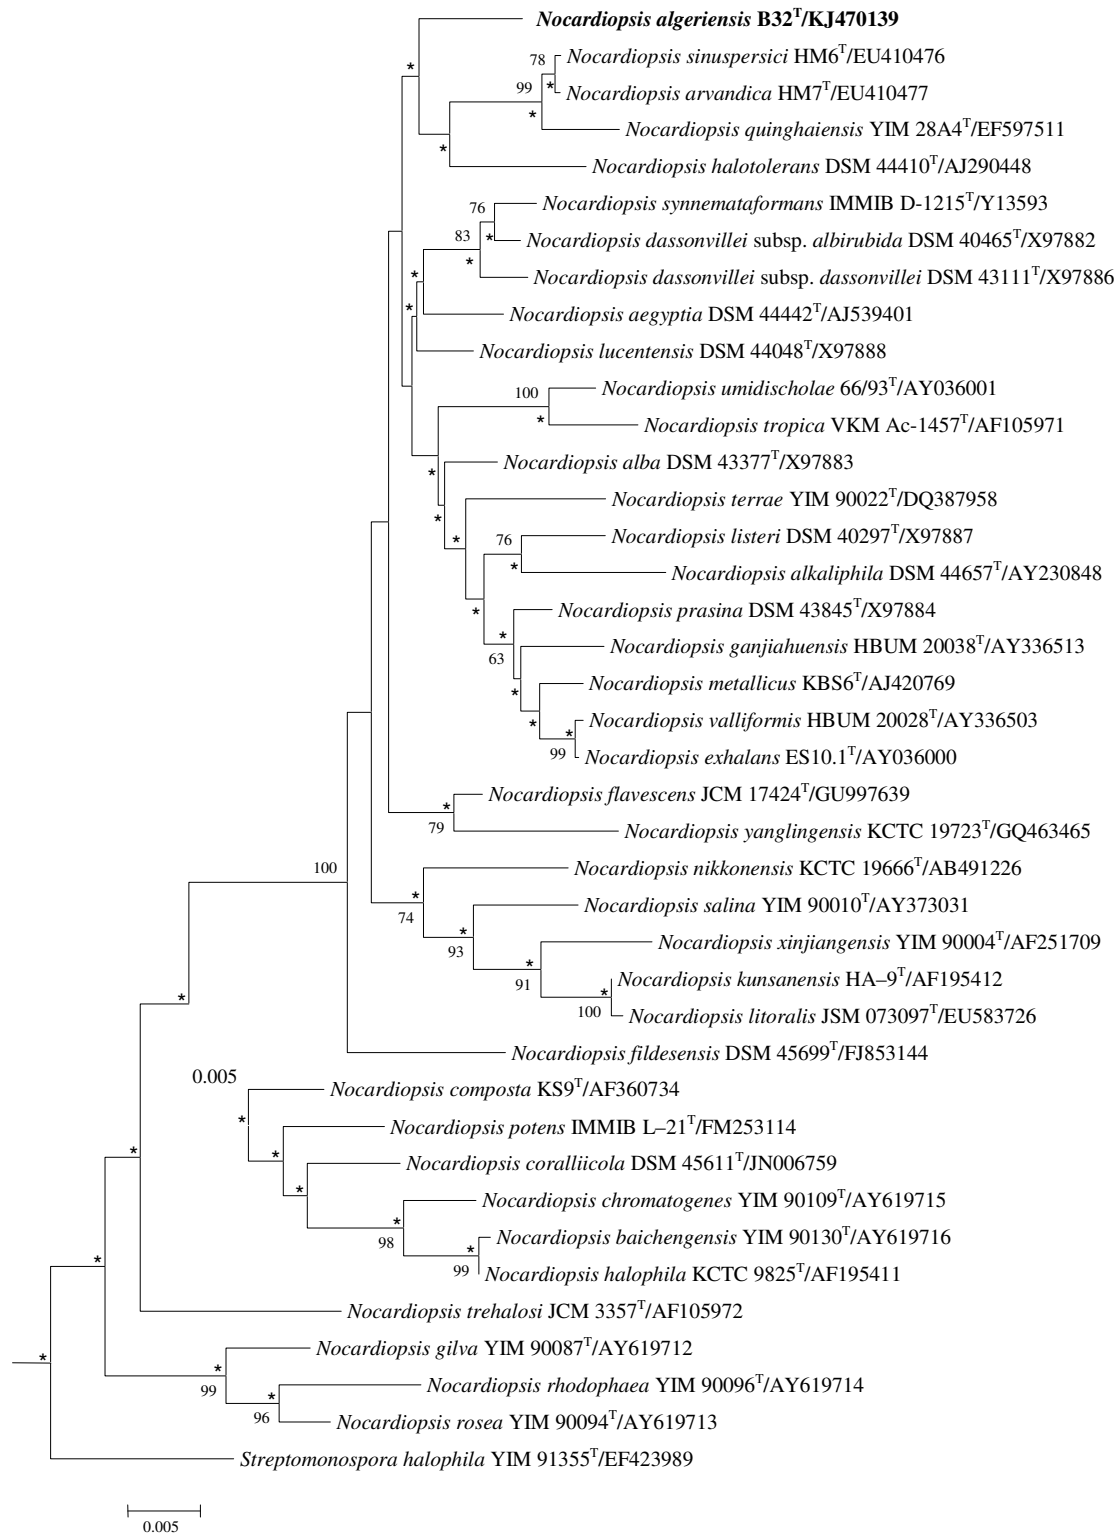 Nocardiopsis algeriensis B32ᵀ/KJ470139
*
78
Nocardiopsis sinuspersici HM6ᵀ/EU410476
99
*
Nocardiopsis arvandica HM7ᵀ/EU410477
*
Nocardiopsis quinghaiensis YIM 28A4ᵀ/EF597511
*
Nocardiopsis halotolerans DSM 44410ᵀ/AJ290448
76
Nocardiopsis synnemataformans IMMIB D-1215ᵀ/Y13593
83
*
Nocardiopsis dassonvillei subsp. albirubida DSM 40465ᵀ/X97882
*
*
Nocardiopsis dassonvillei subsp. dassonvillei DSM 43111ᵀ/X97886
*
Nocardiopsis aegyptia DSM 44442ᵀ/AJ539401
Nocardiopsis lucentensis DSM 44048ᵀ/X97888
100
Nocardiopsis umidischolae 66/93ᵀ/AY036001
*
Nocardiopsis tropica VKM Ac-1457ᵀ/AF105971
*
Nocardiopsis alba DSM 43377ᵀ/X97883
Nocardiopsis terrae YIM 90022ᵀ/DQ387958
*
*
76
Nocardiopsis listeri DSM 40297ᵀ/X97887
*
Nocardiopsis alkaliphila DSM 44657ᵀ/AY230848
*
Nocardiopsis prasina DSM 43845ᵀ/X97884
*
63
Nocardiopsis ganjiahuensis HBUM 20038ᵀ/AY336513
*
Nocardiopsis metallicus KBS6ᵀ/AJ420769
*
*
Nocardiopsis valliformis HBUM 20028ᵀ/AY336503
99
Nocardiopsis exhalans ES10.1ᵀ/AY036000
Nocardiopsis flavescens JCM 17424ᵀ/GU997639
*
79
Nocardiopsis yanglingensis KCTC 19723ᵀ/GQ463465
100
Nocardiopsis nikkonensis KCTC 19666ᵀ/AB491226
*
74
Nocardiopsis salina YIM 90010ᵀ/AY373031
*
93
Nocardiopsis xinjiangensis YIM 90004ᵀ/AF251709
*
91
Nocardiopsis kunsanensis HA–9ᵀ/AF195412
*
*
100
Nocardiopsis litoralis JSM 073097ᵀ/EU583726
Nocardiopsis fildesensis DSM 45699ᵀ/FJ853144
0.005
Nocardiopsis composta KS9ᵀ/AF360734
*
Nocardiopsis potens IMMIB L–21ᵀ/FM253114
*
*
Nocardiopsis coralliicola DSM 45611ᵀ/JN006759
*
Nocardiopsis chromatogenes YIM 90109ᵀ/AY619715
*
98
Nocardiopsis baichengensis YIM 90130ᵀ/AY619716
*
*
99
Nocardiopsis halophila KCTC 9825ᵀ/AF195411
Nocardiopsis trehalosi JCM 3357ᵀ/AF105972
Nocardiopsis gilva YIM 90087ᵀ/AY619712
*
*
99
Nocardiopsis rhodophaea YIM 90096ᵀ/AY619714
*
96
Nocardiopsis rosea YIM 90094ᵀ/AY619713
Streptomonospora halophila YIM 91355ᵀ/EF423989
0.005